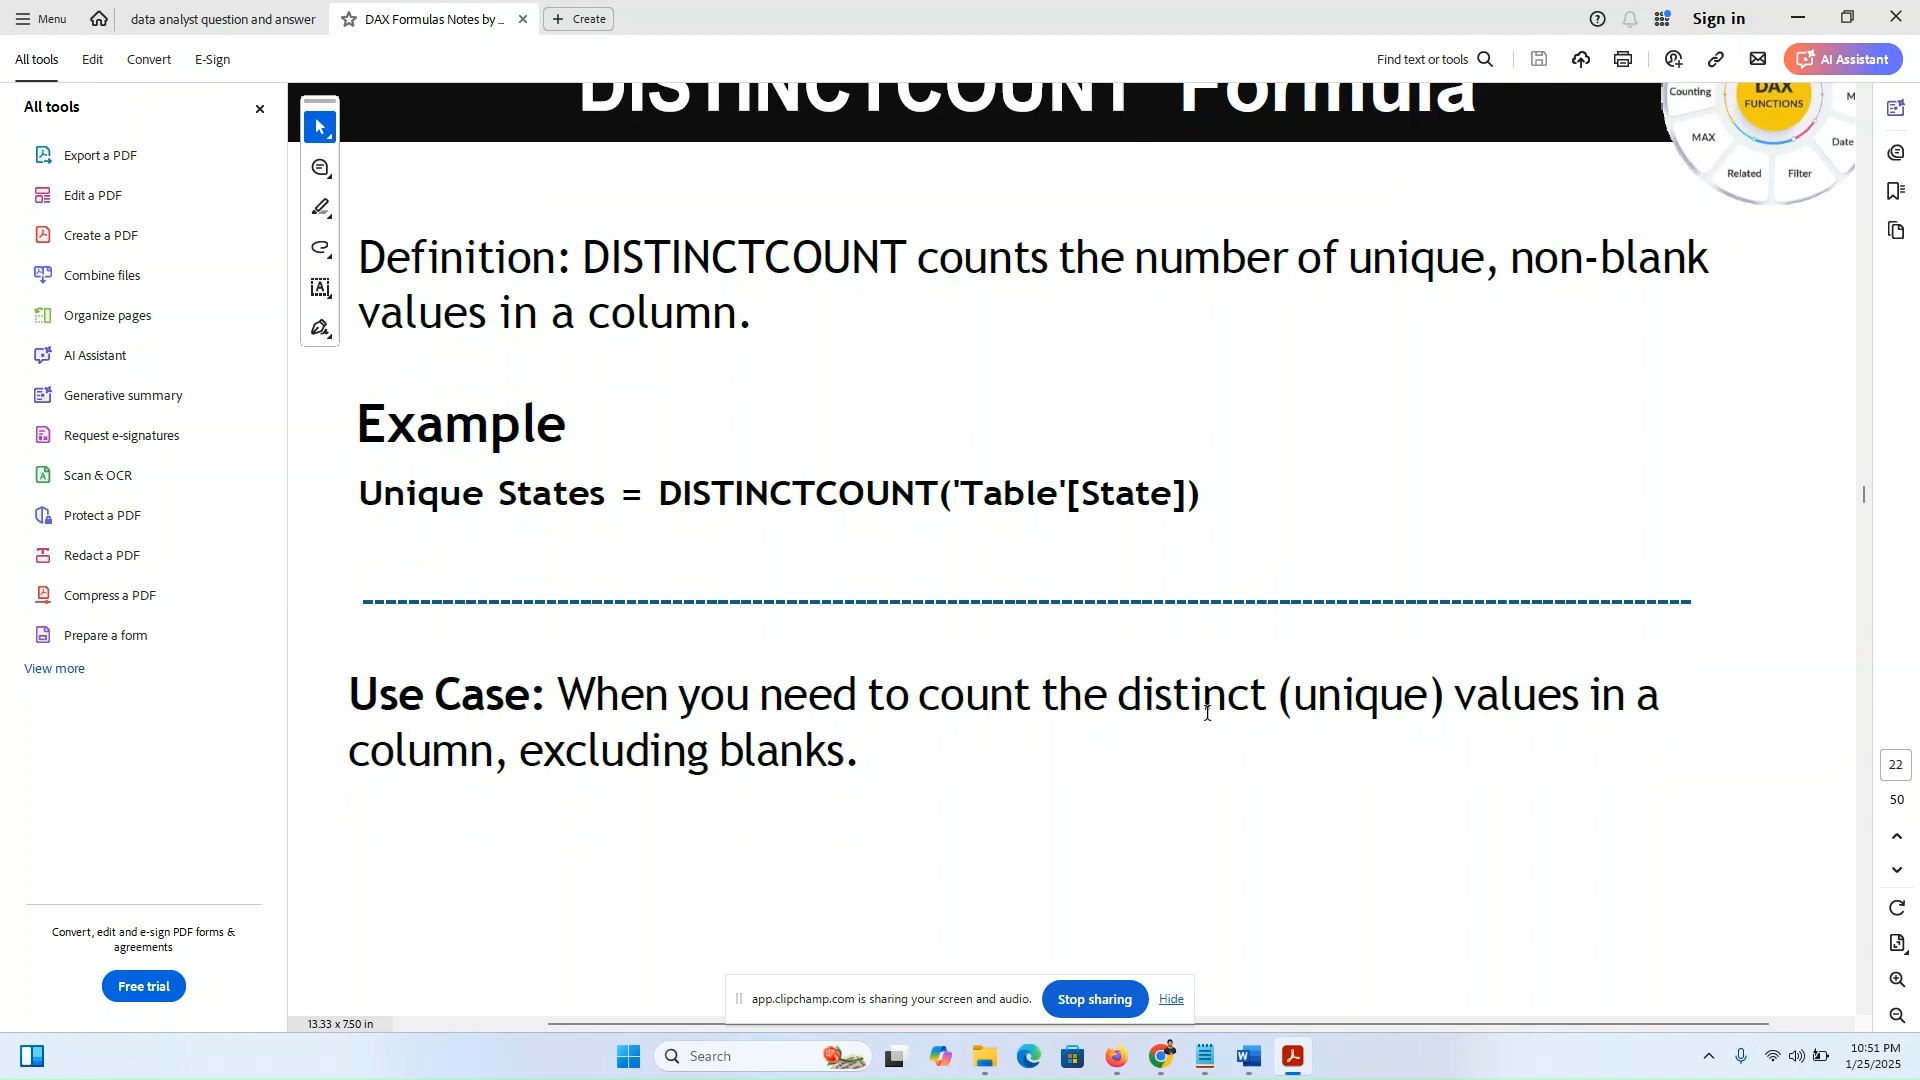 Menu
data analyst question and answer
DAX Formulas Notes by ...
Create
Sign in
All tools
Edit
Convert
E-Sign
Find text or tools
AI Assistant
All tools
Export a PDF
Edit a PDF
Create a PDF
Combine files
Organize pages
AI Assistant
Generative summary
Request e-signatures
Scan & OCR
Protect a PDF
Redact a PDF
Compress a PDF
Prepare a form
View more
Convert, edit and e-sign PDF forms &
agreements
Free trial
DISTINCTCOUNT Formula
Counting
DAX
FUNCTIONS
M
MAX
Date
Related
Filter
Definition: DISTINCTCOUNT counts the number of unique, non-blank
values in a column.
Example
Unique States = DISTINCTCOUNT('Table'[State])
Use Case: When you need to count the distinct (unique) values in a
column, excluding blanks.
22
50
app.clipchamp.com is sharing your screen and audio.
Stop sharing
Hide
13.33 x 7.50 in
Search
10:51 PM
1/25/2025